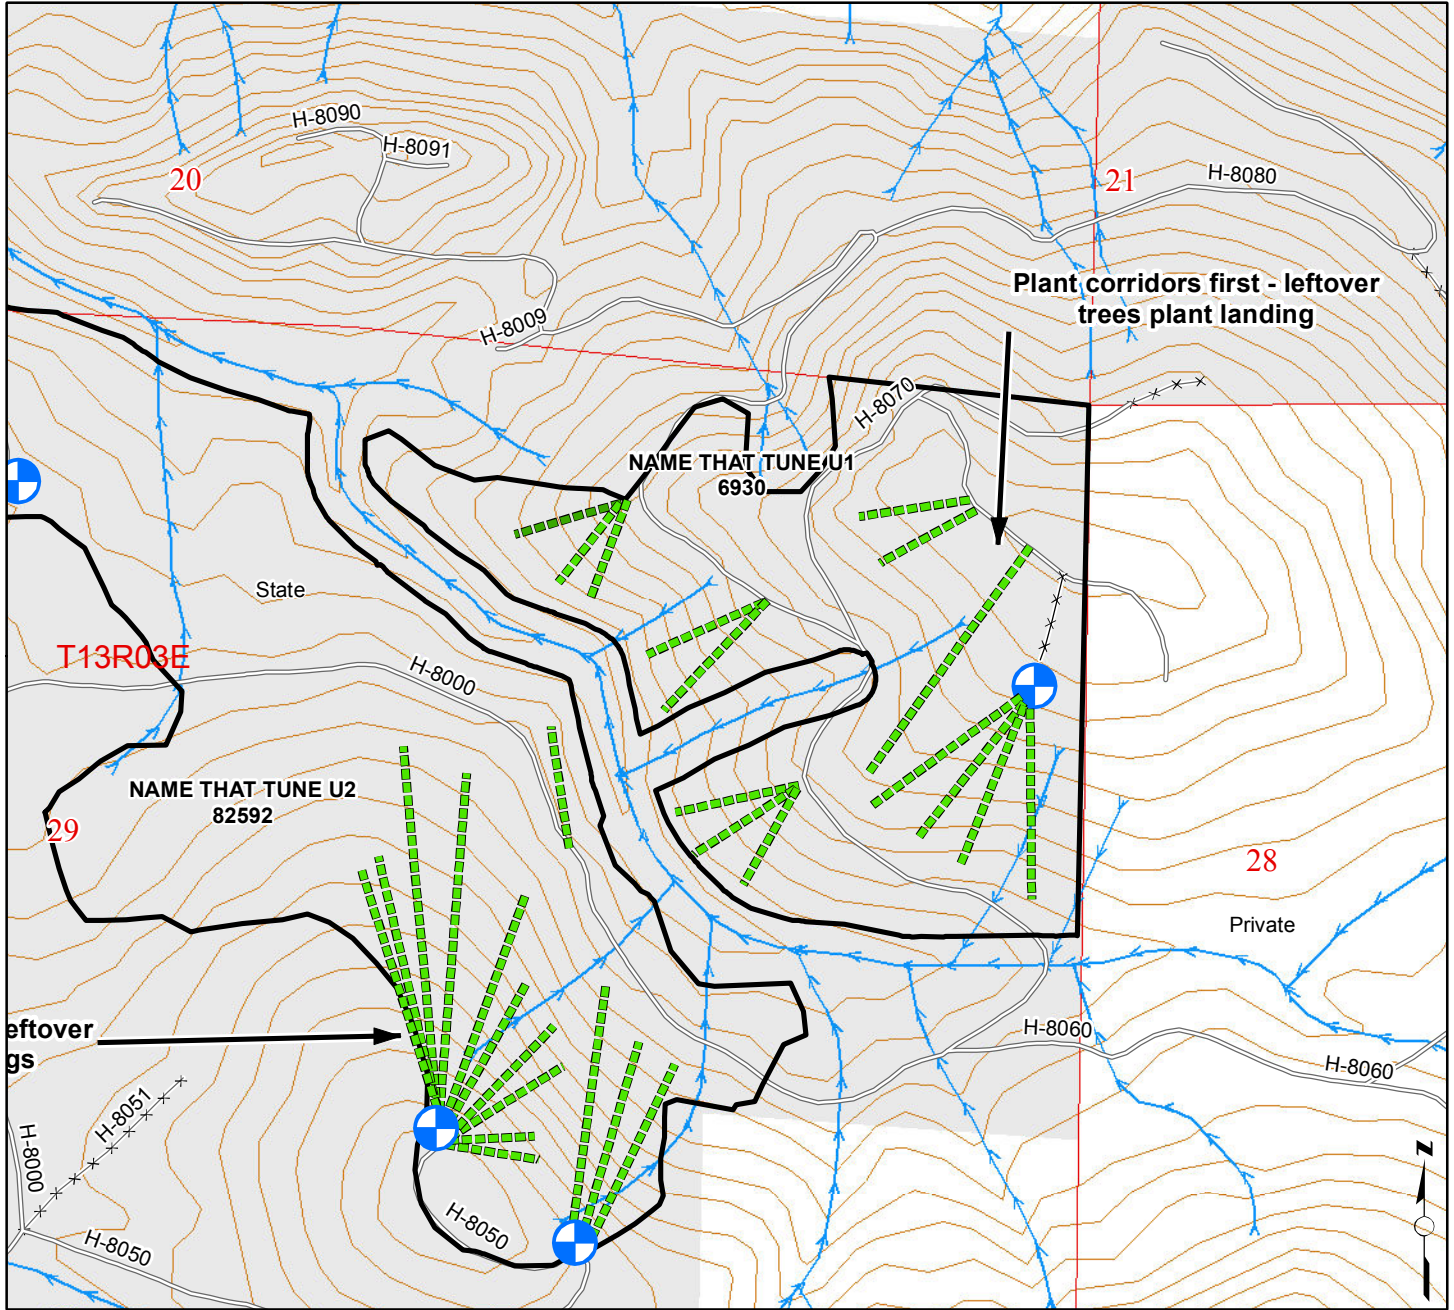 H-8090
H-8091
20
21
H-8080
Plant corridors first - leftover
trees plant landing
H-8009
H-8070
NAME THAT TUNE U1
6930
State
T13R03E
H-8000
NAME THAT TUNE U2
82592
29
28
Private
eftover
gs
H-8060
H-8060
H-8051
H-8000
H-8050
H-8050
N